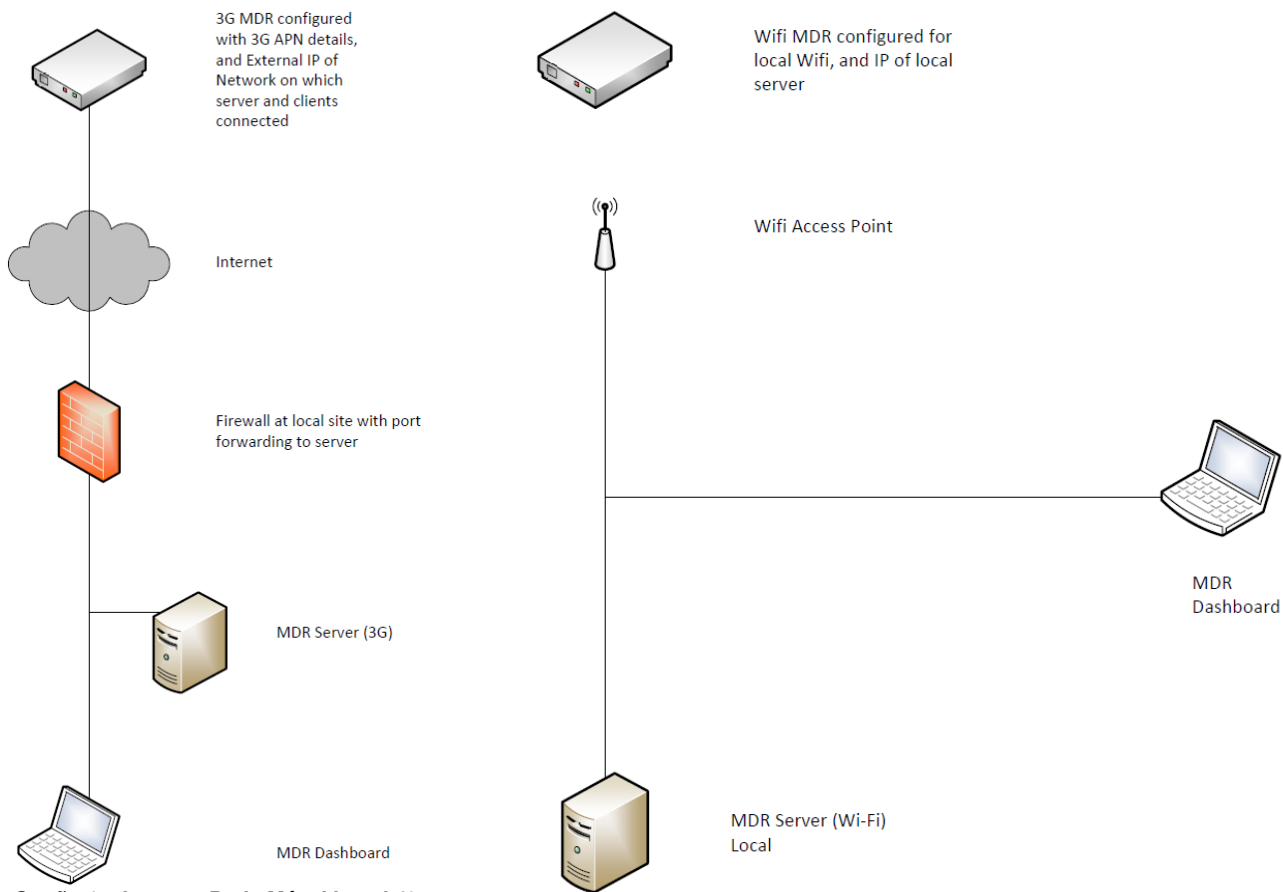 3G MDR configured
with 3G APN details,
and External IP of
Network on which
server and clients
connected
Internet
Firewall at local site with port
forwarding to server
MDR Server (3G)
MDR Dashboard
Wifi MDR configured for
local Wifi, and IP of local
server
Wifi Access Point
MDR
Dashboard
MDR Server (Wi-Fi)
Local